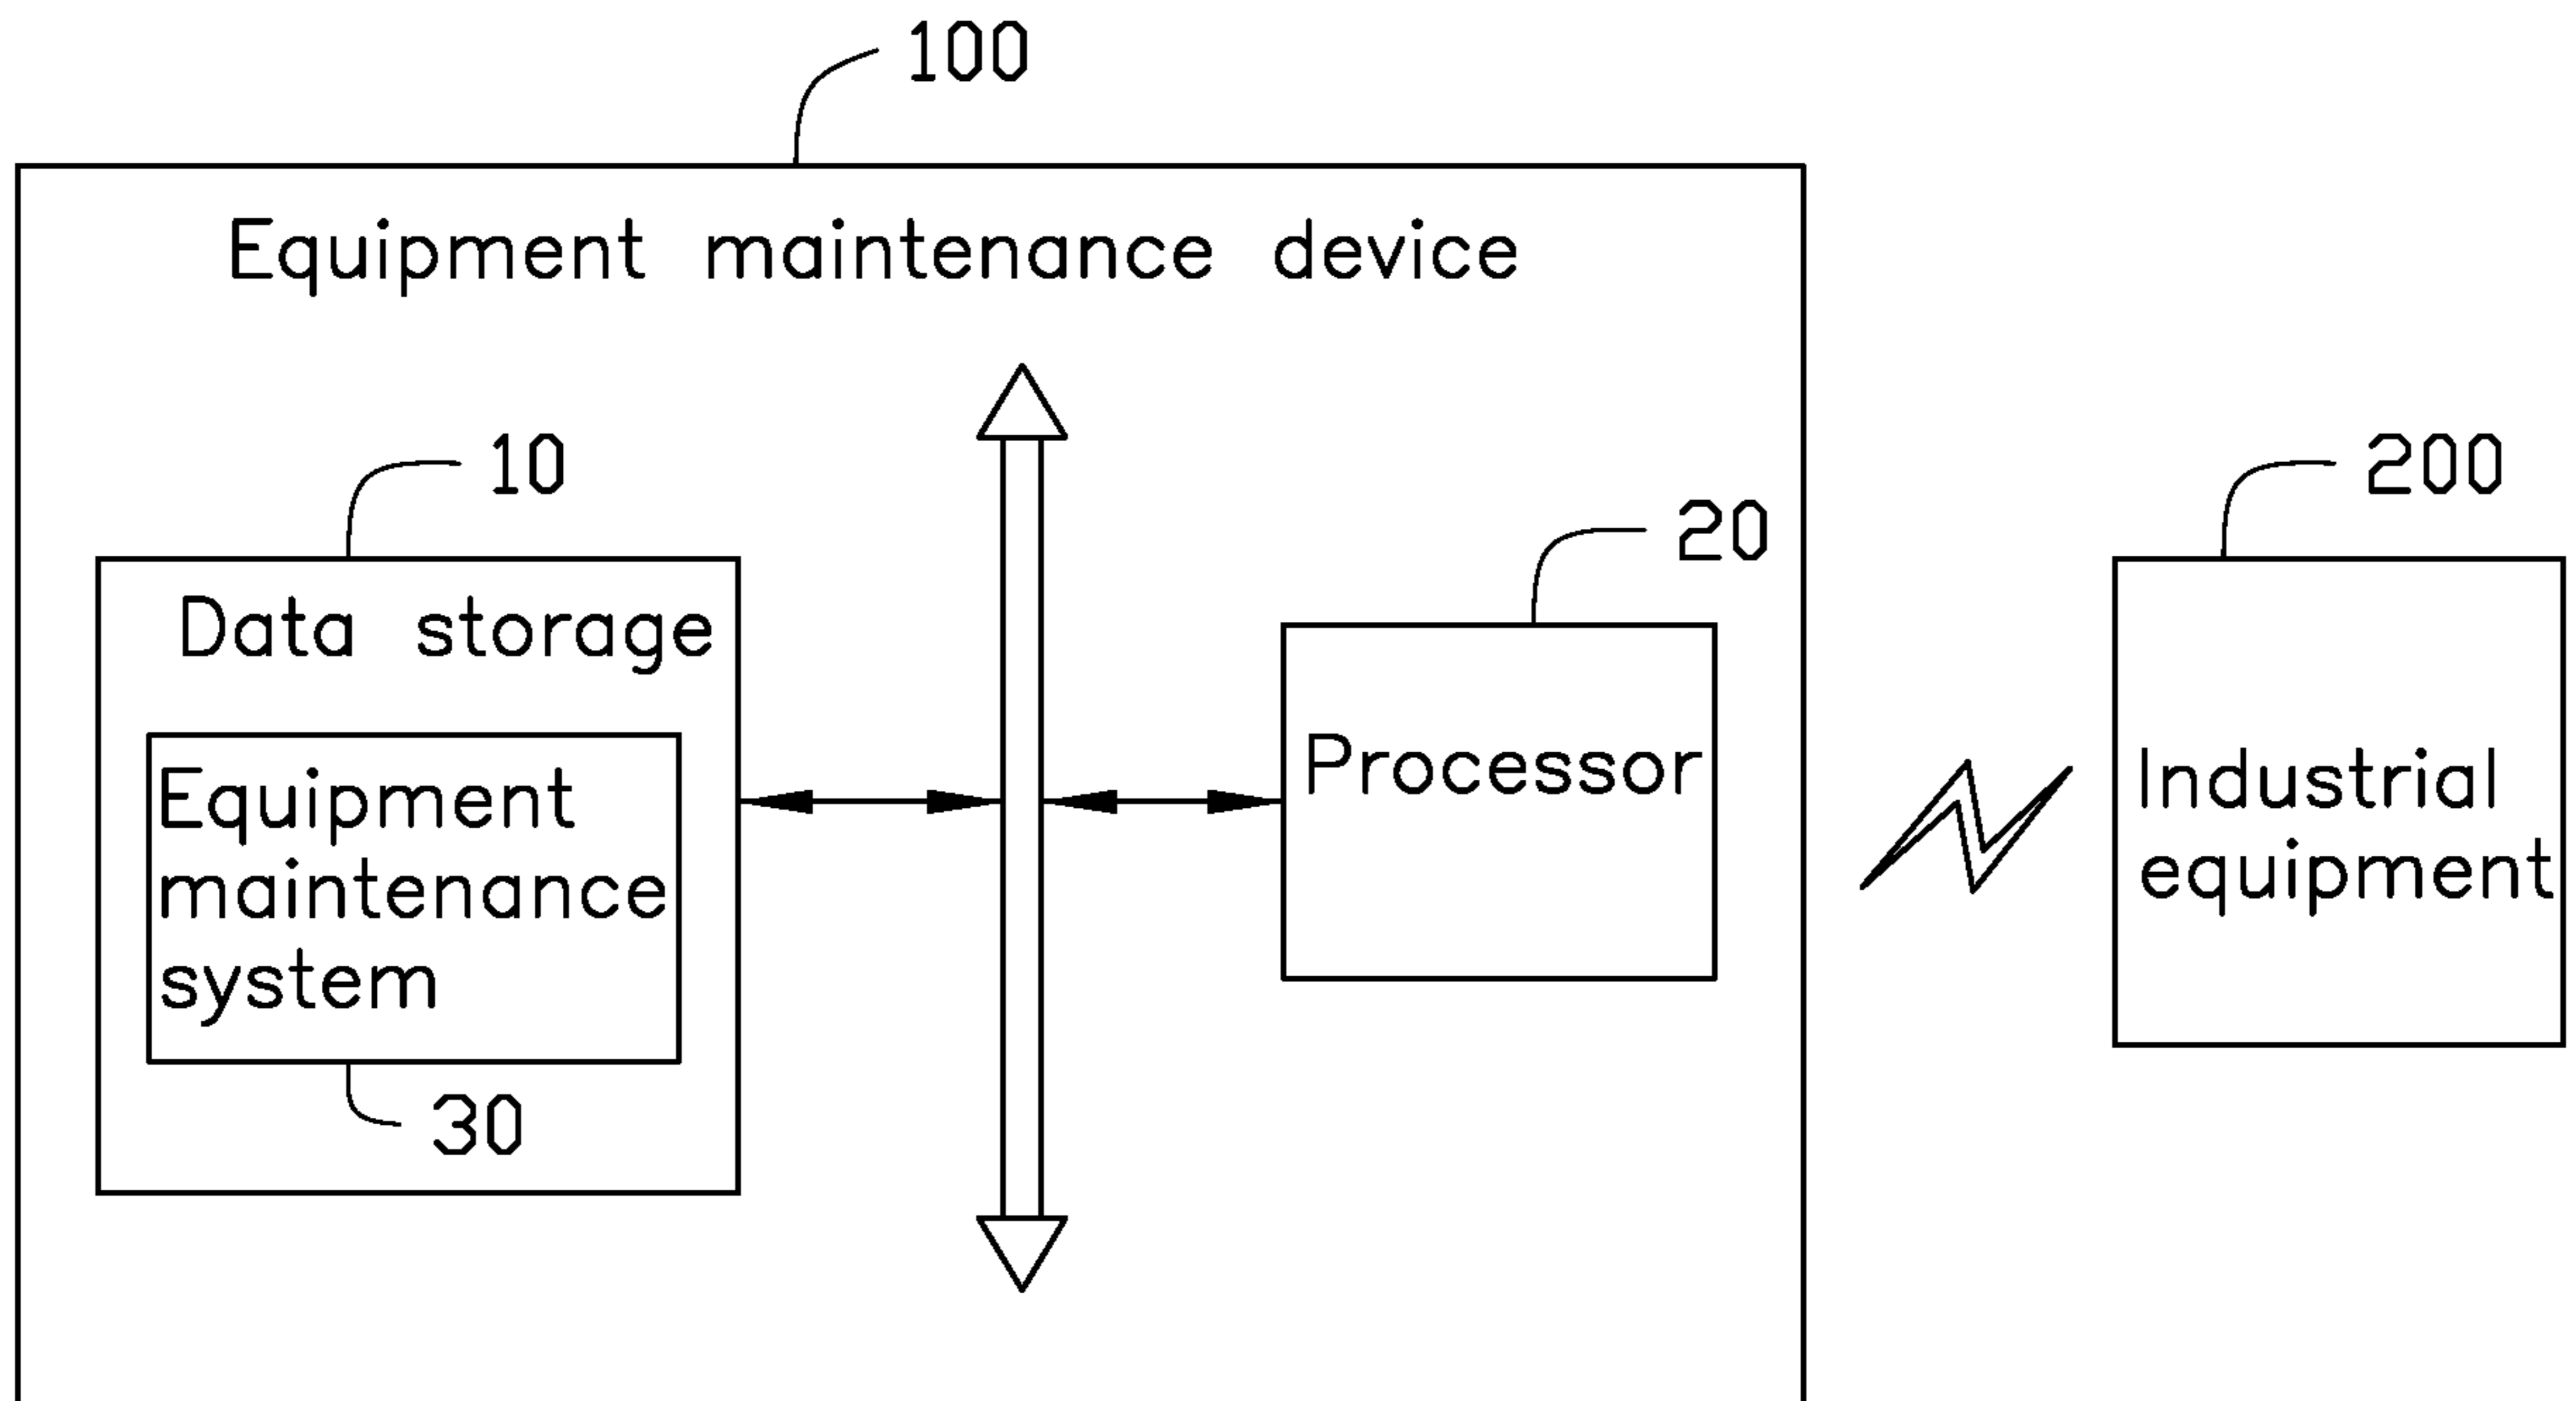 100
Equipment maintenance device
10
200
20
Data storage
Processor
Equipment
maintenance
system
Industrial
equipment
30